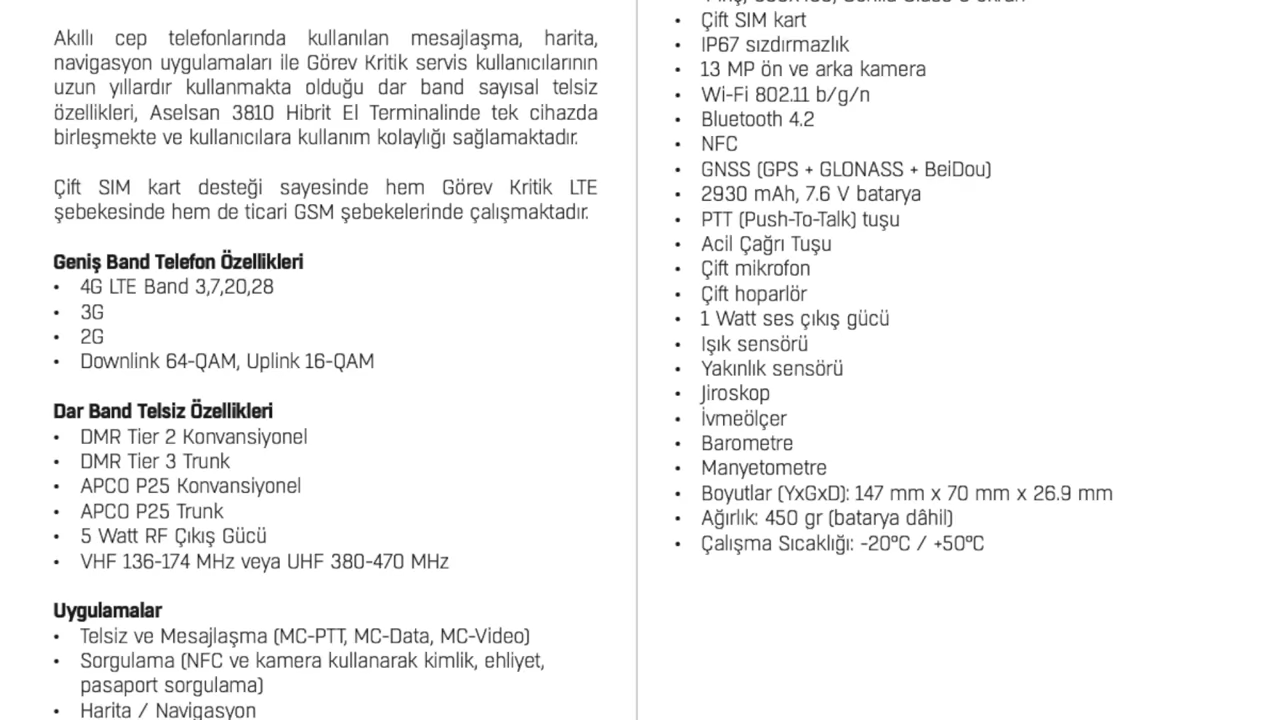 Akıllı cep telefonlarında kullanılan mesajlaşma, harita,
navigasyon uygulamaları ile Görev Kritik servis kullanıcılarının
uzun yıllardır kullanmakta olduğu dar band sayısal telsiz
özellikleri, Aselsan 3810 Hibrit El Terminalinde tek cihazda
birleşmekte ve kullanıcılara kullanım kolaylığı sağlamaktadır.
Çift SIM kart desteği sayesinde hem Görev Kritik LTE
şebekesinde hem de ticari GSM şebekelerinde çalışmaktadır.
Geniş Band Telefon Özellikleri
• 4G LTE Band 3,7,20,28
• 3G
• 2G
• Downlink 64-QAM, Uplink 16-QAM
Dar Band Telsiz Özellikleri
• DMR Tier 2 Konvansiyonel
• DMR Tier 3 Trunk
• APCO P25 Konvansiyonel
• APCO P25 Trunk
• 5 Watt RF Çıkış Gücü
• VHF 136-174 MHz veya UHF 380-470 MHz
Uygulamalar
• Telsiz ve Mesajlaşma (MC-PTT, MC-Data, MC-Video)
• Sorgulama (NFC ve kamera kullanarak kimlik, ehliyet,
pasaport sorgulama)
• Harita / Navigasyon
• Çift SIM kart
• IP67 sızdırmazlık
• 13 MP ön ve arka kamera
• Wi-Fi 802.11 b/g/n
• Bluetooth 4.2
• NFC
• GNSS (GPS + GLONASS + BeiDou)
• 2930 mAh, 7.6 V batarya
• PTT (Push-To-Talk) tuşu
• Acil Çağrı Tuşu
• Çift mikrofon
• Çift hoparlör
• 1 Watt ses çıkış gücü
• Işık sensörü
• Yakınlık sensörü
• Jiroskop
• İvmeölçer
• Barometre
• Manyetometre
• Boyutlar (YxGxD): 147 mm x 70 mm x 26.9 mm
• Ağırlık: 450 gr (batarya dâhil)
• Çalışma Sıcaklığı: -20°C / +50°C